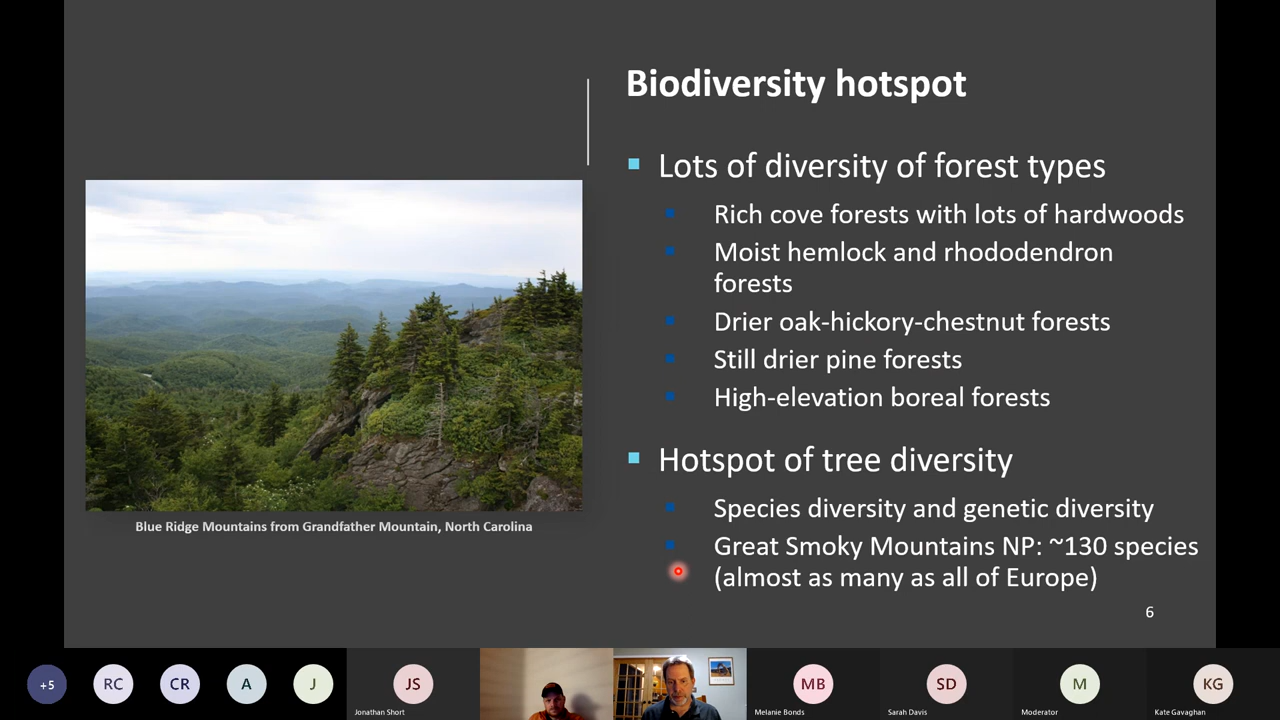 Biodiversity hotspot
Lots of diversity of forest types
Rich cove forests with lots of hardwoods
Moist hemlock and rhododendron
forests
Drier oak-hickory-chestnut forests
Still drier pine forests
High-elevation boreal forests
Hotspot of tree diversity
Species diversity and genetic diversity
Great Smoky Mountains NP: ~130 species
(almost as many as all of Europe)
Blue Ridge Mountains from Grandfather Mountain, North Carolina
6
+5
RC
CR
A
J
JS
Jonathan Short
MB
Melanie Bonds
SD
Sarah Davis
M
Moderator
KG
Kate Gavaghan